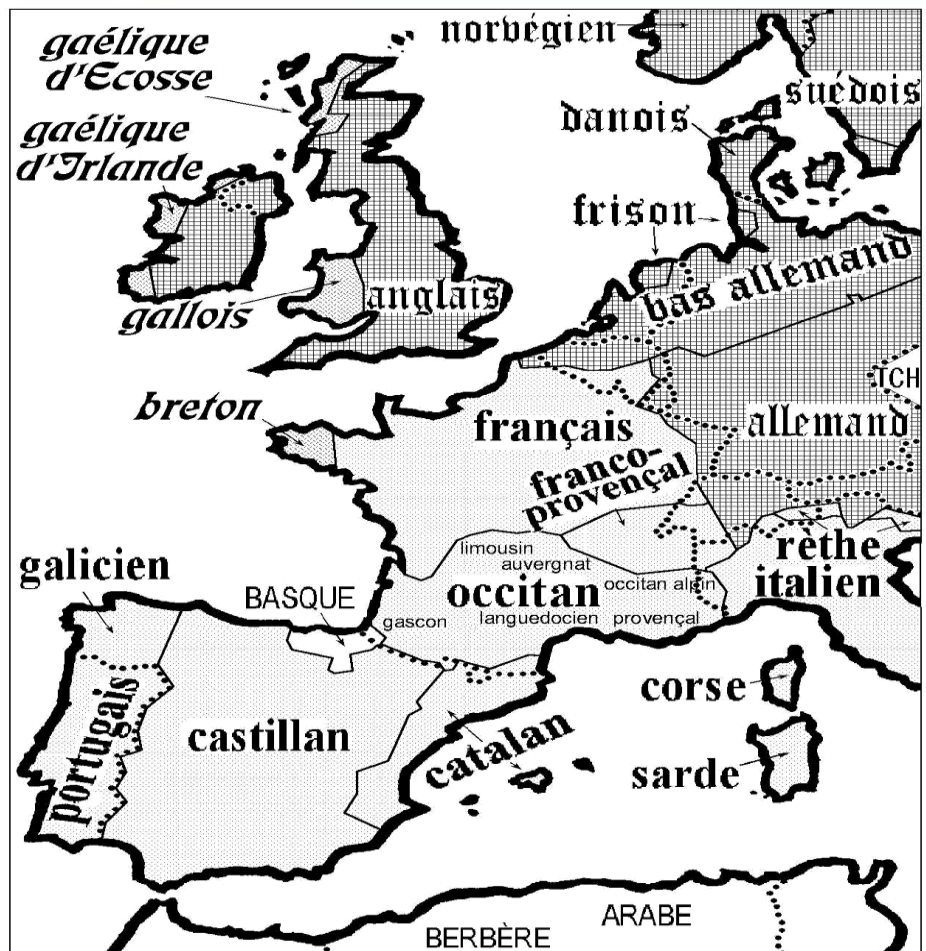 norvégien
gaélique
d'Ecosse
suédois
danois
gaélique
d'Irlande
frison
bas allemand
anglais
gallois
TCH
breton
français
allemand
franco-
provençal
limousin
auvergnat
rèthe
galicien
occitan
occitan alpin
italien
BASQUE
gascon
languedocien
provençal
corse
portugais
castillan
catalan
sarde
ARABE
BERBÈRE